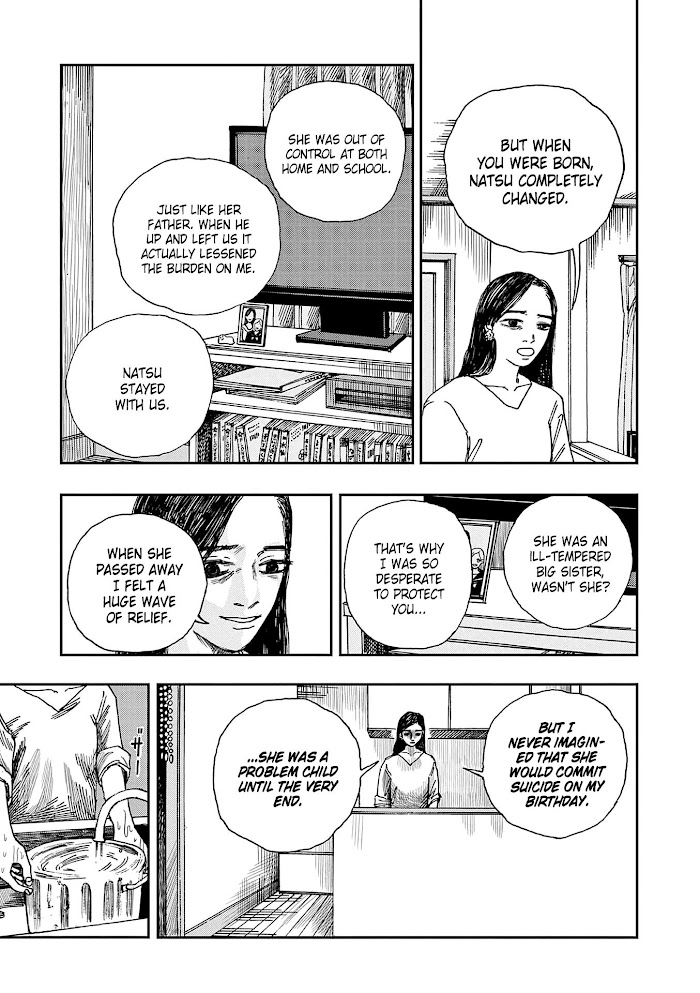 BUT WHEN
YOU WERE BORN,
NATSU COMPLETELY
CHANGED.
SHE WAS OUT OF
CONTROL AT BOTH
HOME AND SCHOOL.
JUST LIKE HER
FATHER. WHEN HE
UP AND LEFT US IT
ACTUALLY LESSENED
THE BURDEN ON ME.
NATSU
STAYED
WITH US.
SHE WAS AN
ILL-TEMPERED
BIG SISTER,
WASN'T SHE?
THAT'S WHY
I WAS SO
DESPERATE
TO PROTECT
YOU...
WHEN SHE
PASSED AWAY
I FELT A
HUGE WAVE
OF RELIEF.
BUT I
NEVER IMAGIN-
ED THAT SHE
WOULD COMMIT
SUICIDE ON MY
BIRTHDAY.
...SHE WAS A
PROBLEM CHILD
UNTIL THE VERY
END.